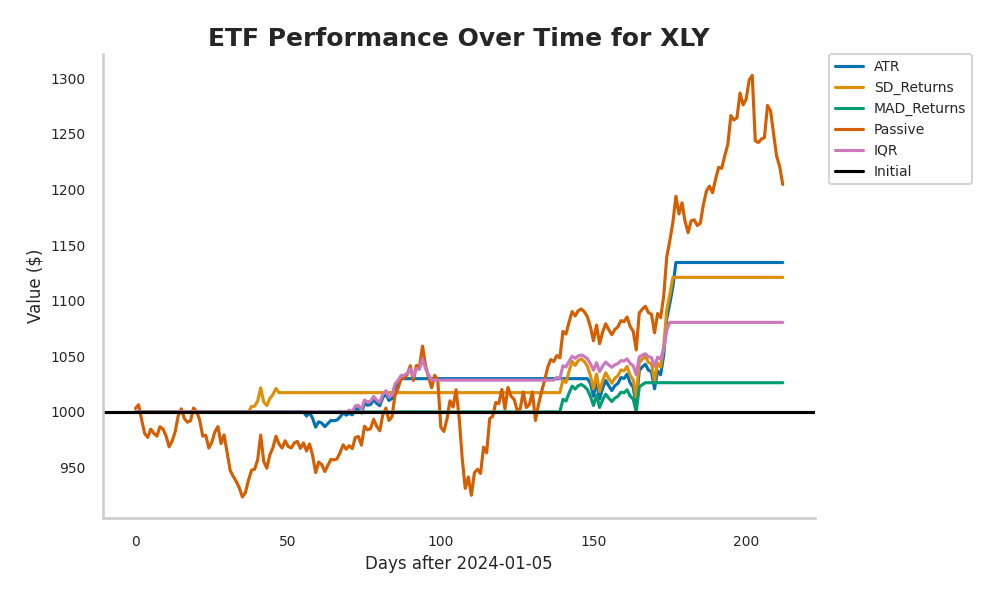 ETF Performance Over Time for XLY
ATR
SD_Returns
MAD_Returns
Passive
IQR
Initial
1300
1250
1200
1150
1100
1050
1000
950
Value ($)
0 50 100 150 200
Days after 2024-01-05